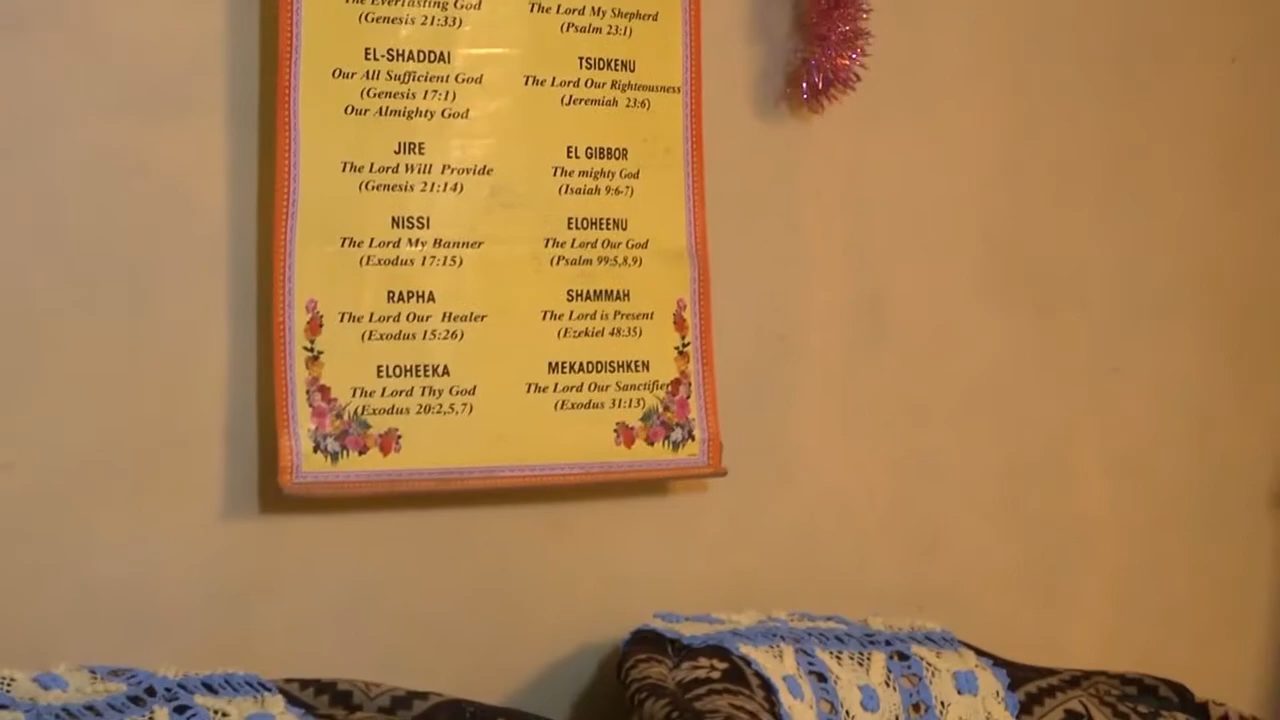 The Everlasting God
(Genesis 21:33)
EL-SHADDAI
Our All Sufficient God
(Genesis 17:1)
Our Almighty God
JIRE
The Lord Will Provide
(Genesis 21:14)
NISSI
The Lord My Banner
(Exodus 17:15)
RAPHA
The Lord Our Healer
(Exodus 15:26)
ELOHEEKA
The Lord Thy God
(Exodus 20:2,5,7)
The Lord My Shepherd
(Psalm 23:1)
TSIDKENU
The Lord Our Righteousness
(Jeremiah 23:6)
EL GIBBOR
The mighty God
(Isaiah 9:6-7)
ELOHEENU
The Lord Our God
(Psalm 99:5,8,9)
SHAMMAH
The Lord is Present
(Ezekiel 48:35)
MEKADDISHKEN
The Lord Our Sanctifier
(Exodus 31:13)